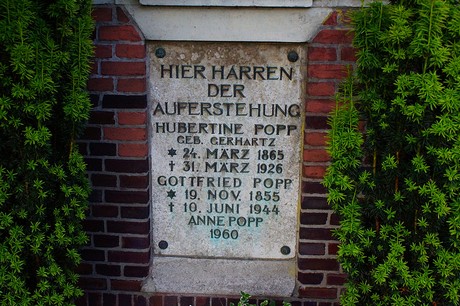 HIER HARREN
DER
AUFERSTEHUNG
HUBERTINE POPP
GEB. GERHARTZ
* 24. MÄRZ 1865
† 31. MÄRZ 1926
GOTTFRIED POPP
* 19. NOV. 1855
† 10. JUNI 1944
ANNE POPP
1960